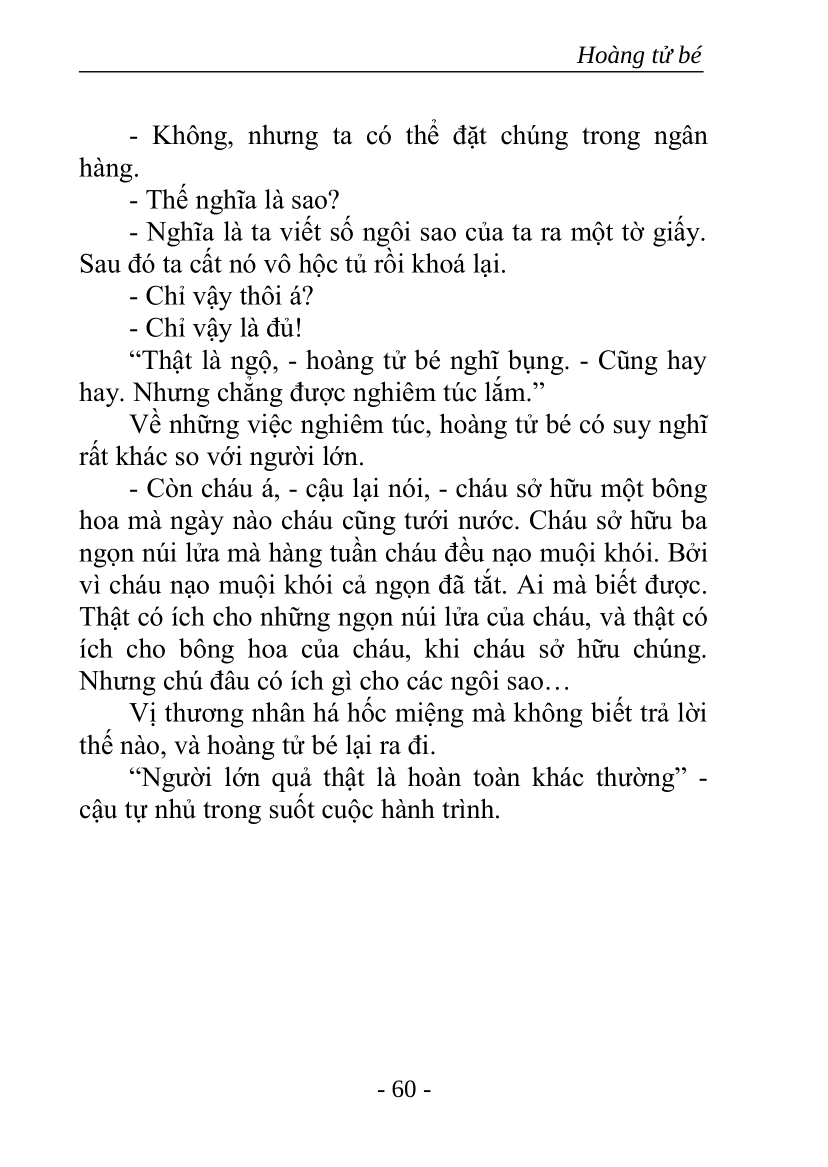 Hoàng tử bé
- Không, nhưng ta có thể đặt chúng trong ngân
hàng.
- Thế nghĩa là sao?
- Nghĩa là ta viết số ngôi sao của ta ra một tờ giấy.
Sau đó ta cất nó vô hộc tủ rồi khoá lại.
- Chỉ vậy thôi á?
- Chỉ vậy là đủ!
“Thật là ngộ, - hoàng tử bé nghĩ bụng. - Cũng hay
hay. Nhưng chẳng được nghiêm túc lắm.”
Về những việc nghiêm túc, hoàng tử bé có suy nghĩ
rất khác so với người lớn.
- Còn cháu á, - cậu lại nói, - cháu sở hữu một bông
hoa mà ngày nào cháu cũng tưới nước. Cháu sở hữu ba
ngọn núi lửa mà hàng tuần cháu đều nạo muội khói. Bởi
vì cháu nạo muội khói cả ngọn đã tắt. Ai mà biết được.
Thật có ích cho những ngọn núi lửa của cháu, và thật có
ích cho bông hoa của cháu, khi cháu sở hữu chúng.
Nhưng chú đâu có ích gì cho các ngôi sao…
Vị thương nhân há hốc miệng mà không biết trả lời
thế nào, và hoàng tử bé lại ra đi.
“Người lớn quả thật là hoàn toàn khác thường” -
cậu tự nhủ trong suốt cuộc hành trình.
- 60 -